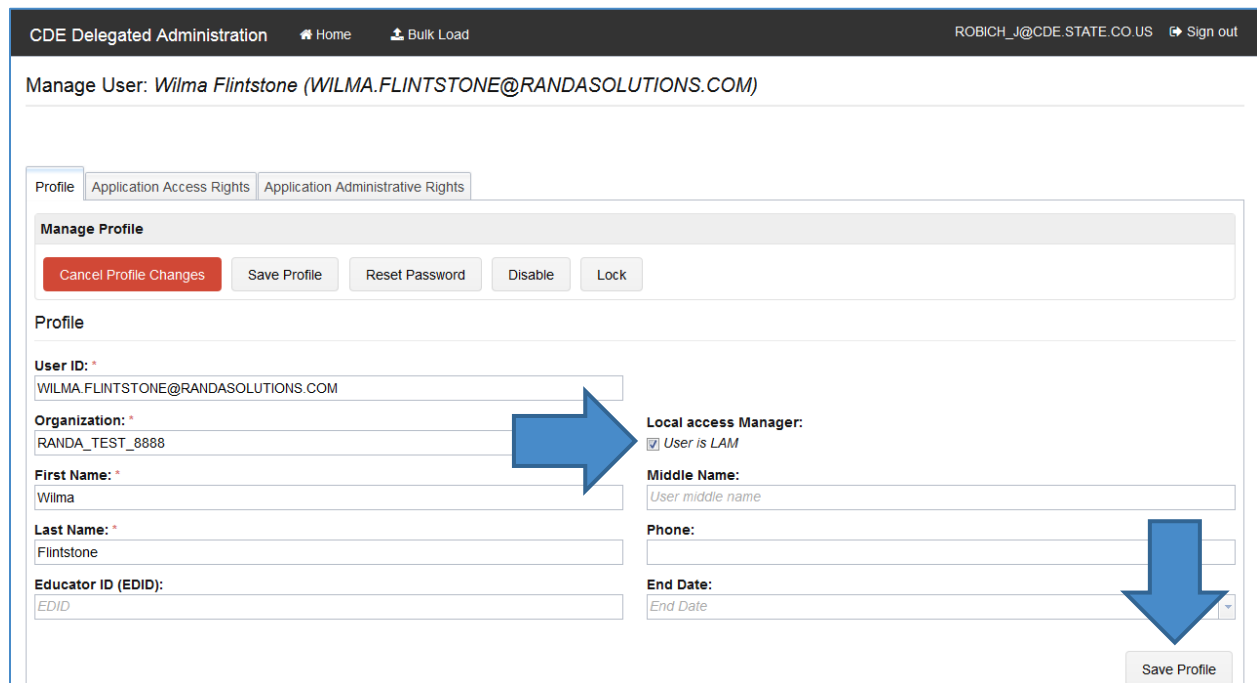 CDE Delegated Administration Home Bulk Load ROBICH_J@CDE.STATE.CO.US Sign out
Manage User: Wilma Flintstone (WILMA.FLINTSTONE@RANDASOLUTIONS.COM)
Profile Application Access Rights Application Administrative Rights
Manage Profile
Cancel Profile Changes Save Profile Reset Password Disable Lock
Profile
User ID: *
WILMA.FLINTSTONE@RANDASOLUTIONS.COM
Organization: *
RANDA_TEST_8888
Local access Manager:
User is LAM
First Name: *
Wilma
Middle Name:
User middle name
Last Name: *
Flintstone
Phone:
Educator ID (EDID):
EDID
End Date:
End Date
Save Profile